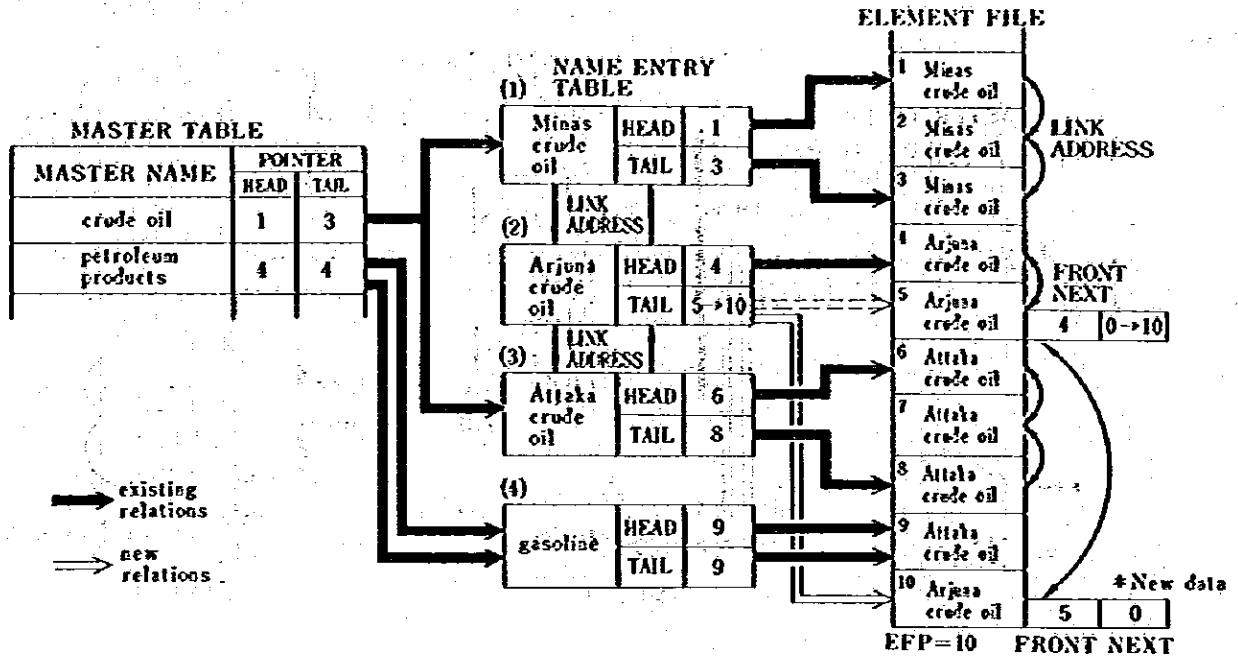 ELEMENT FILE
NAME ENTRY TABLE
MASTER TABLE
MASTER NAME POINTER
HEAD TAIL
crude oil 1 3
petroleum products 4 4
(1)
Minas crude oil HEAD 1
TAIL 3
LINK ADDRESS
(2)
Arjuna crude oil HEAD 4
TAIL 5→10
LINK ADDRESS
(3)
Attaka crude oil HEAD 6
TAIL 8
(4)
gasoline HEAD 9
TAIL 9
existing relations
new relations
1 Minas crude oil
2 Minas crude oil
3 Minas crude oil
LINK ADDRESS
4 Arjuna crude oil
5 Arjuna crude oil
FRONT NEXT
4 0→10
6 Attaka crude oil
7 Attaka crude oil
8 Attaka crude oil
9 Attaka crude oil
10 Arjuna crude oil
*New data
5 0
EFP=10 FRONT NEXT